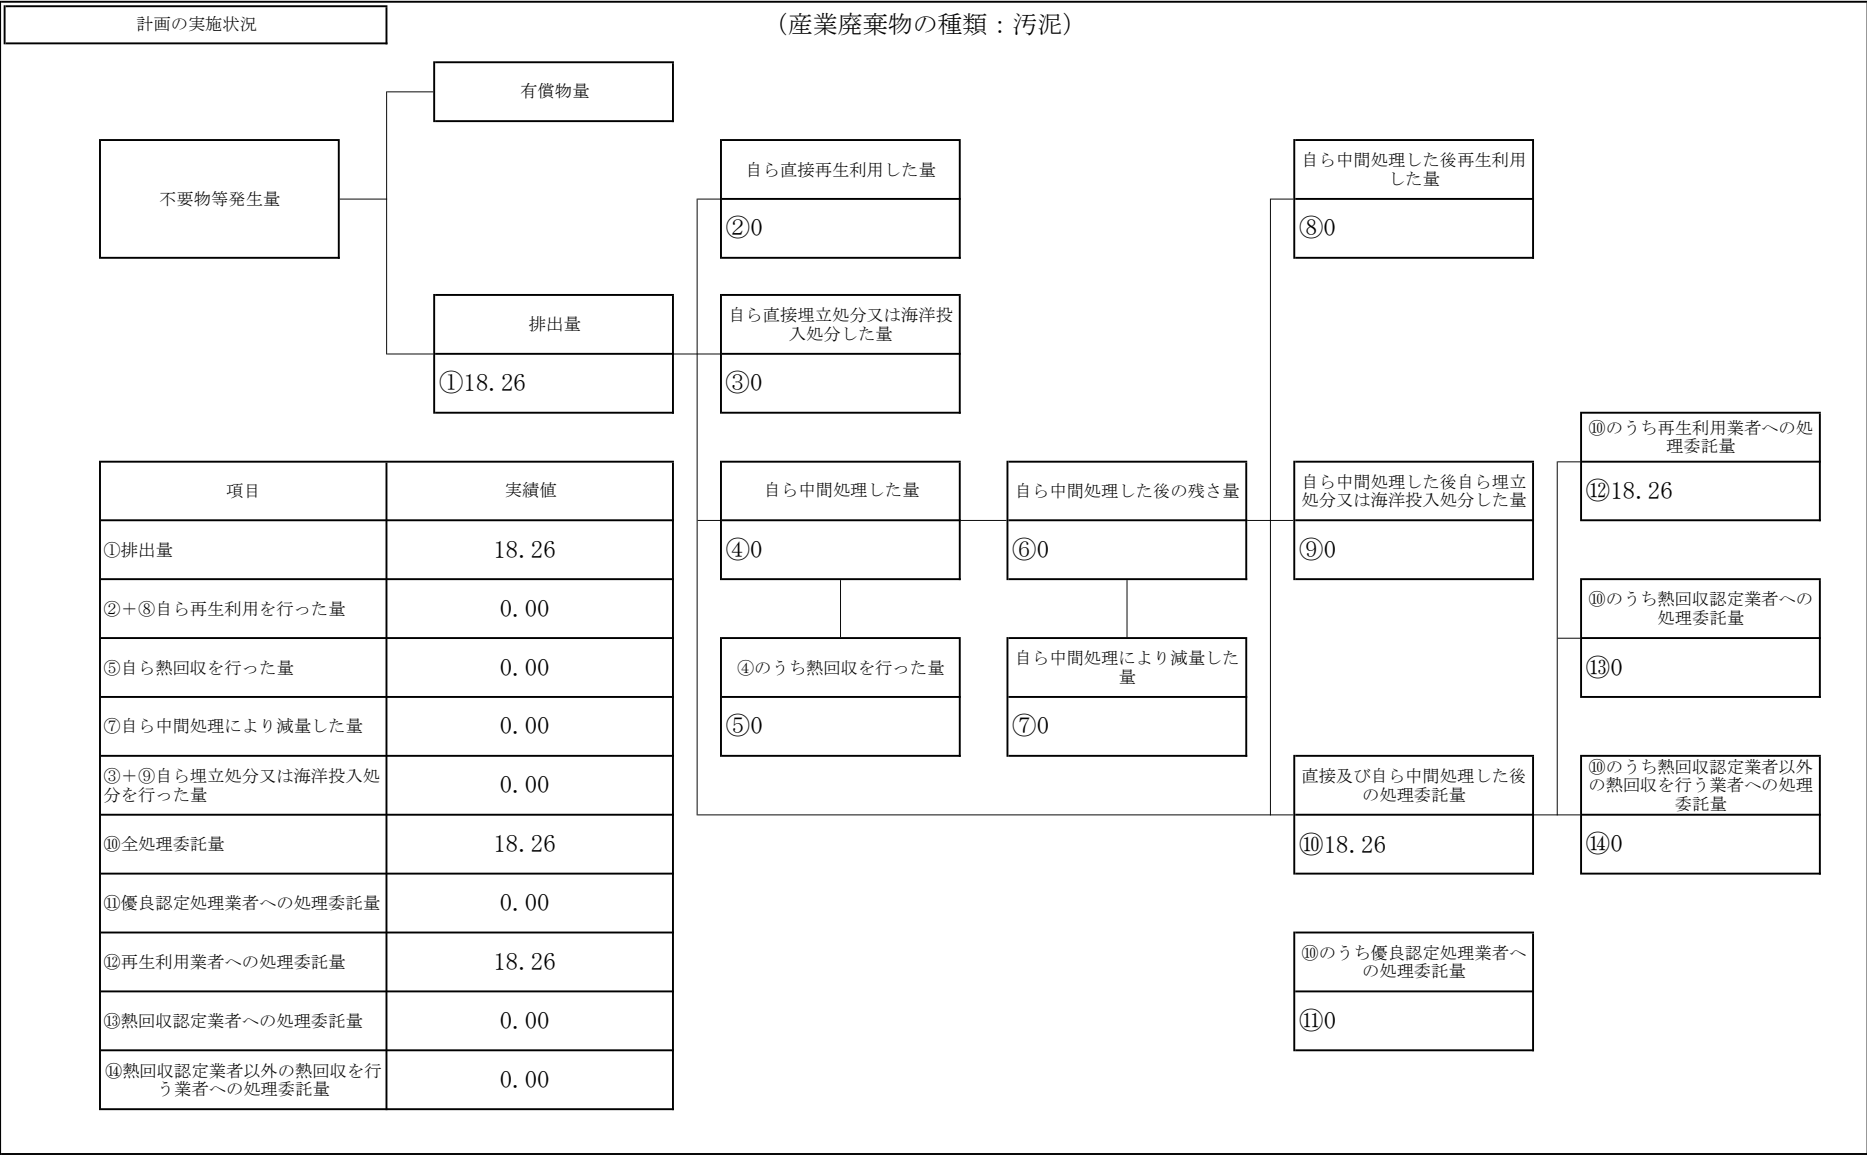 計画の実施状況
（産業廃棄物の種類：汚泥）
有償物量
不要物等発生量
自ら直接再生利用した量
②0
自ら中間処理した後再生利用
した量
⑧0
排出量
①18.26
自ら直接埋立処分又は海洋投
入処分した量
③0
⑩のうち再生利用業者への処
理委託量
⑫18.26
自ら中間処理した量
④0
自ら中間処理した後の残さ量
⑥0
自ら中間処理した後自ら埋立
処分又は海洋投入処分した量
⑨0
⑩のうち熱回収認定業者への
処理委託量
⑬0
④のうち熱回収を行った量
⑤0
自ら中間処理により減量した
量
⑦0
直接及び自ら中間処理した後
の処理委託量
⑩18.26
⑩のうち熱回収認定業者以外
の熱回収を行う業者への処理
委託量
⑭0
⑩のうち優良認定処理業者へ
の処理委託量
⑪0
項目 実績値
①排出量 18.26
②＋⑧自ら再生利用を行った量 0.00
⑤自ら熱回収を行った量 0.00
⑦自ら中間処理により減量した量 0.00
③＋⑨自ら埋立処分又は海洋投入処
分を行った量 0.00
⑩全処理委託量 18.26
⑪優良認定処理業者への処理委託量 0.00
⑫再生利用業者への処理委託量 18.26
⑬熱回収認定業者への処理委託量 0.00
⑭熱回収認定業者以外の熱回収を行
う業者への処理委託量 0.00